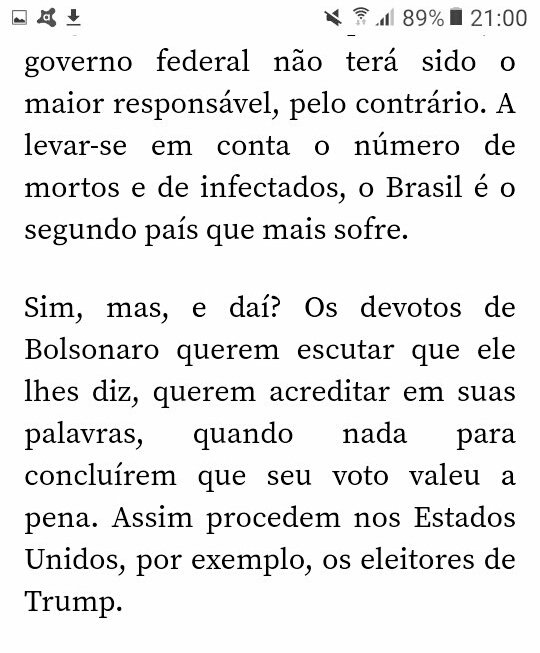 89% 21:00
governo federal não terá sido o
maior responsável, pelo contrário. A
levar-se em conta o número de
mortos e de infectados, o Brasil é o
segundo país que mais sofre.
Sim, mas, e daí? Os devotos de
Bolsonaro querem escutar que ele
lhes diz, querem acreditar em suas
palavras, quando nada para
concluírem que seu voto valeu a
pena. Assim procedem nos Estados
Unidos, por exemplo, os eleitores de
Trump.